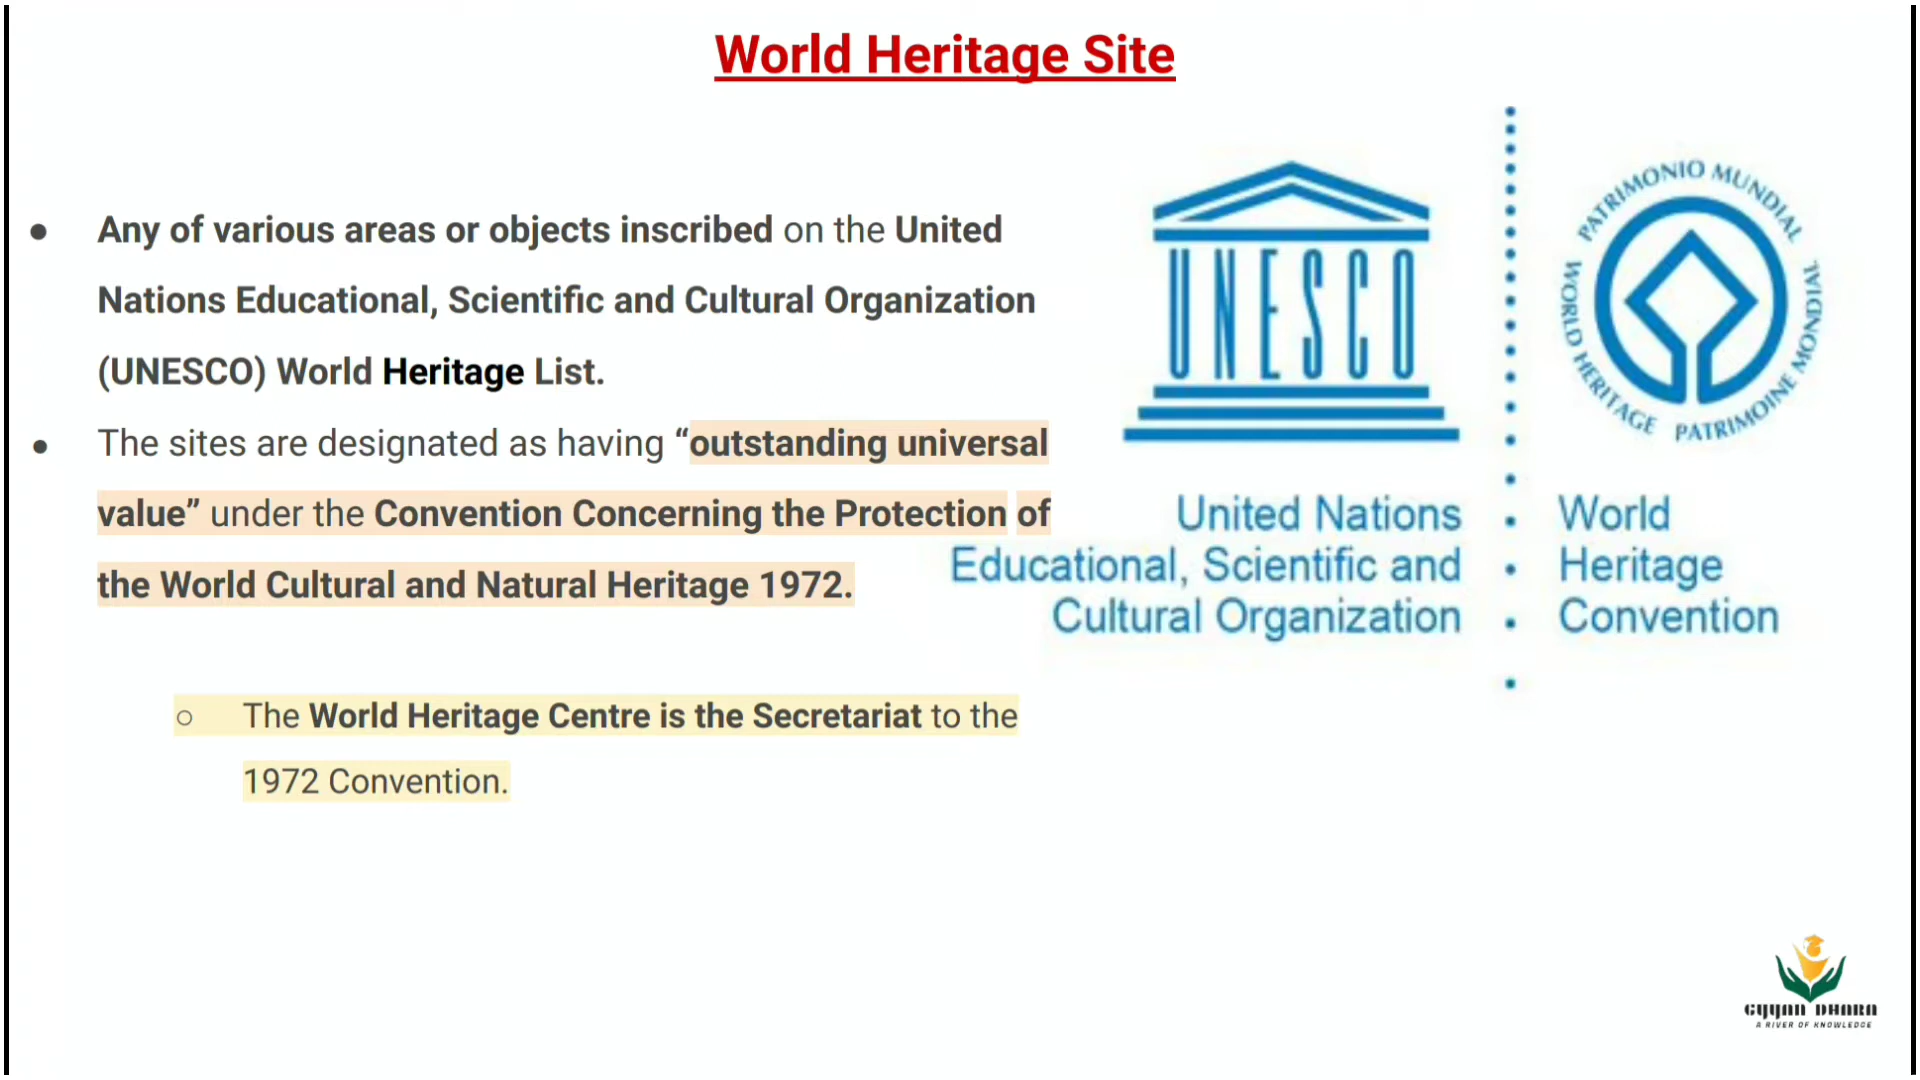 World Heritage Site
● Any of various areas or objects inscribed on the United
Nations Educational, Scientific and Cultural Organization
(UNESCO) World Heritage List.
● The sites are designated as having “outstanding universal
value” under the Convention Concerning the Protection of
the World Cultural and Natural Heritage 1972.
○ The World Heritage Centre is the Secretariat to the
1972 Convention.
UNESCO
United Nations
Educational, Scientific and
Cultural Organization
PATRIMONIO MUNDIAL
WORLD HERITAGE
PATRIMOINE MONDIAL
World
Heritage
Convention
GYYAN DHARA
A RIVER OF KNOWLEDGE